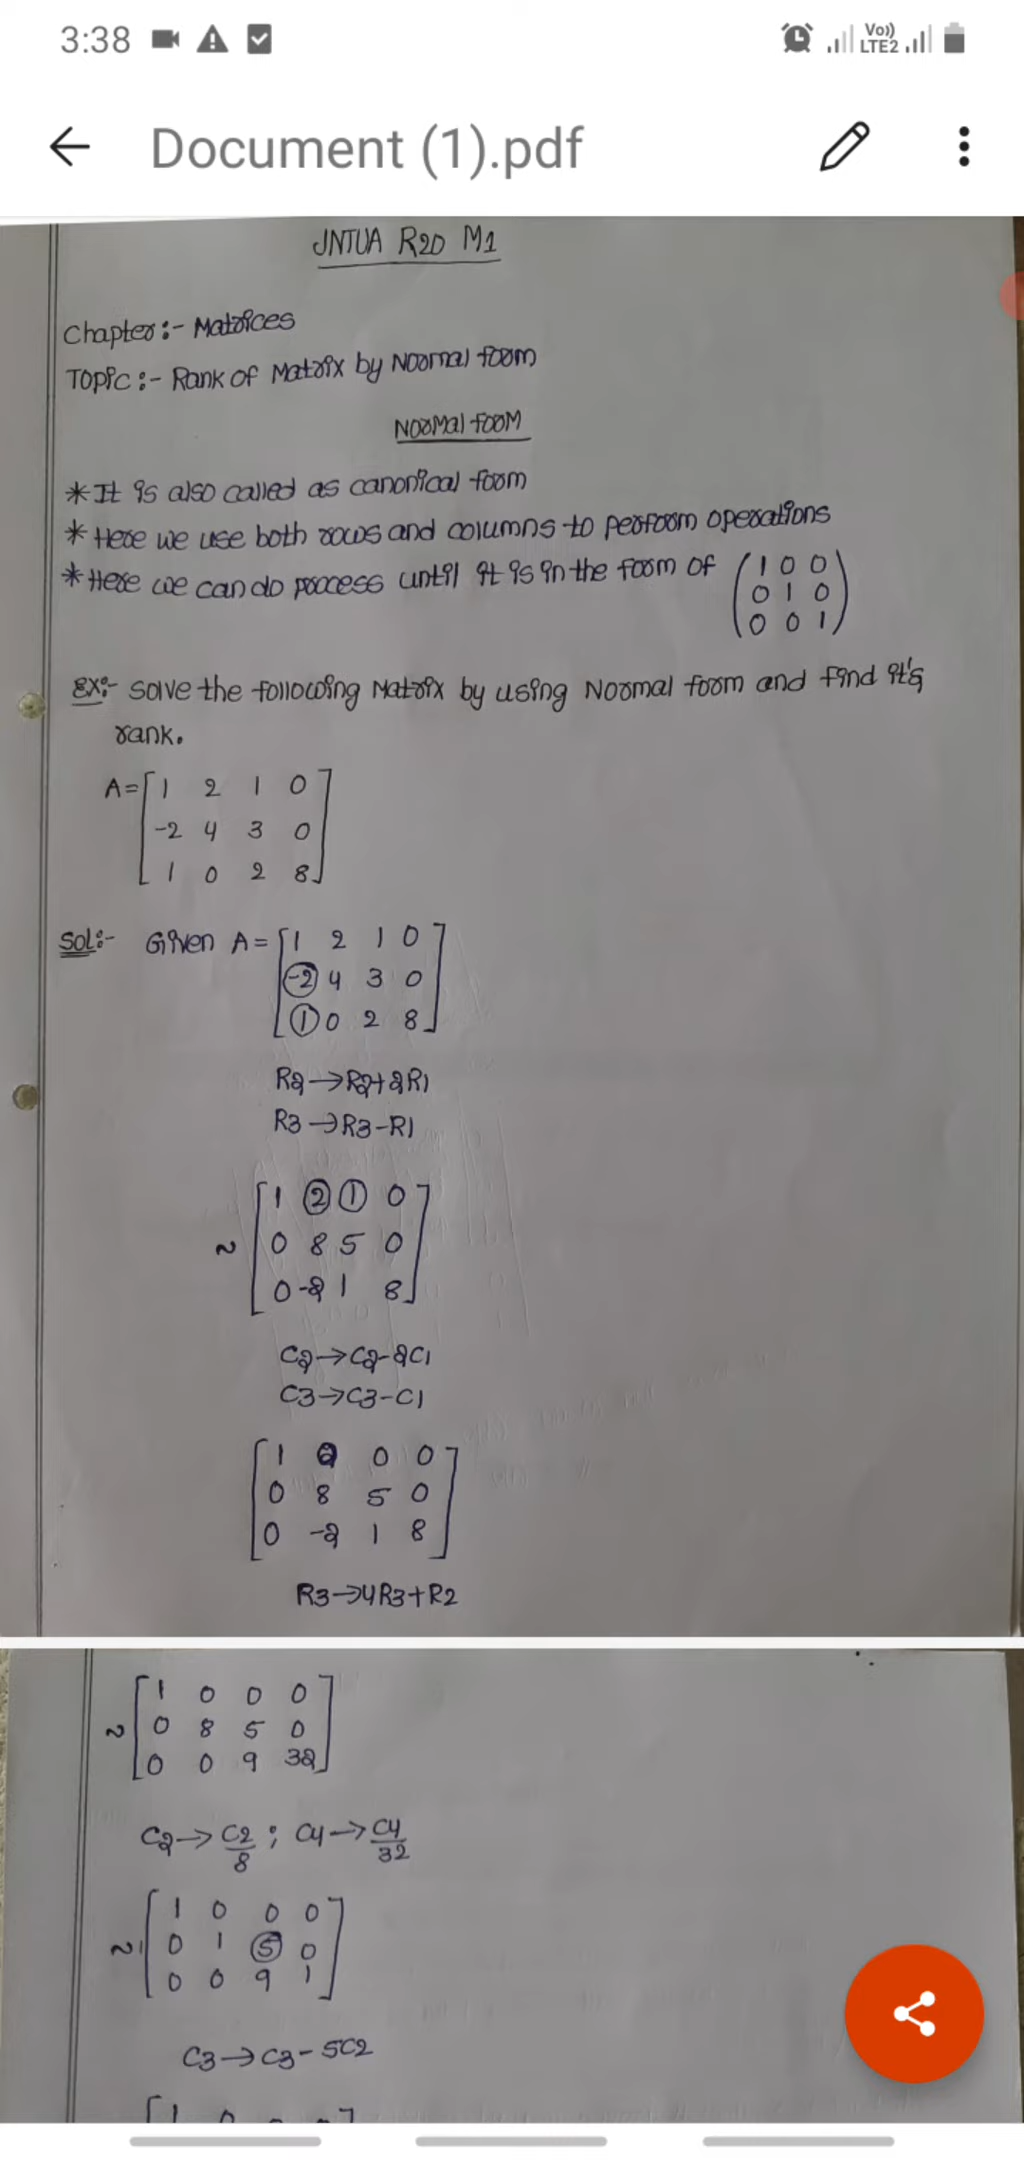 3:38 Vo)) LTE2
Document (1).pdf
JNTUA R20 M1
Chapter:- Matrices
Topic:- Rank of Matrix by Normal form
Normal form
* It is also called as canonical form
* Here we use both rows and columns to perform operations
* Here we can do process until it is in the form of (1 0 0
0 1 0
0 0 1)
Ex:- Solve the following Matrix by using Normal form and find it's
rank.
A=[1 2 1 0
-2 4 3 0
1 0 2 8]
Sol:- Given A=[1 2 1 0
-2 4 3 0
1 0 2 8]
R2→R2+2R1
R3→R3-R1
~ [1 2 1 0
0 8 5 0
0 -2 1 8]
C2→C2-2C1
C3→C3-C1
[1 0 0 0
0 8 5 0
0 -2 1 8]
R3→4R3+R2
~ [1 0 0 0
0 8 5 0
0 0 9 32]
C2→C2/8 ; C4→C4/32
~ [1 0 0 0
0 1 5 0
0 0 9 1]
C3→C3-5C2